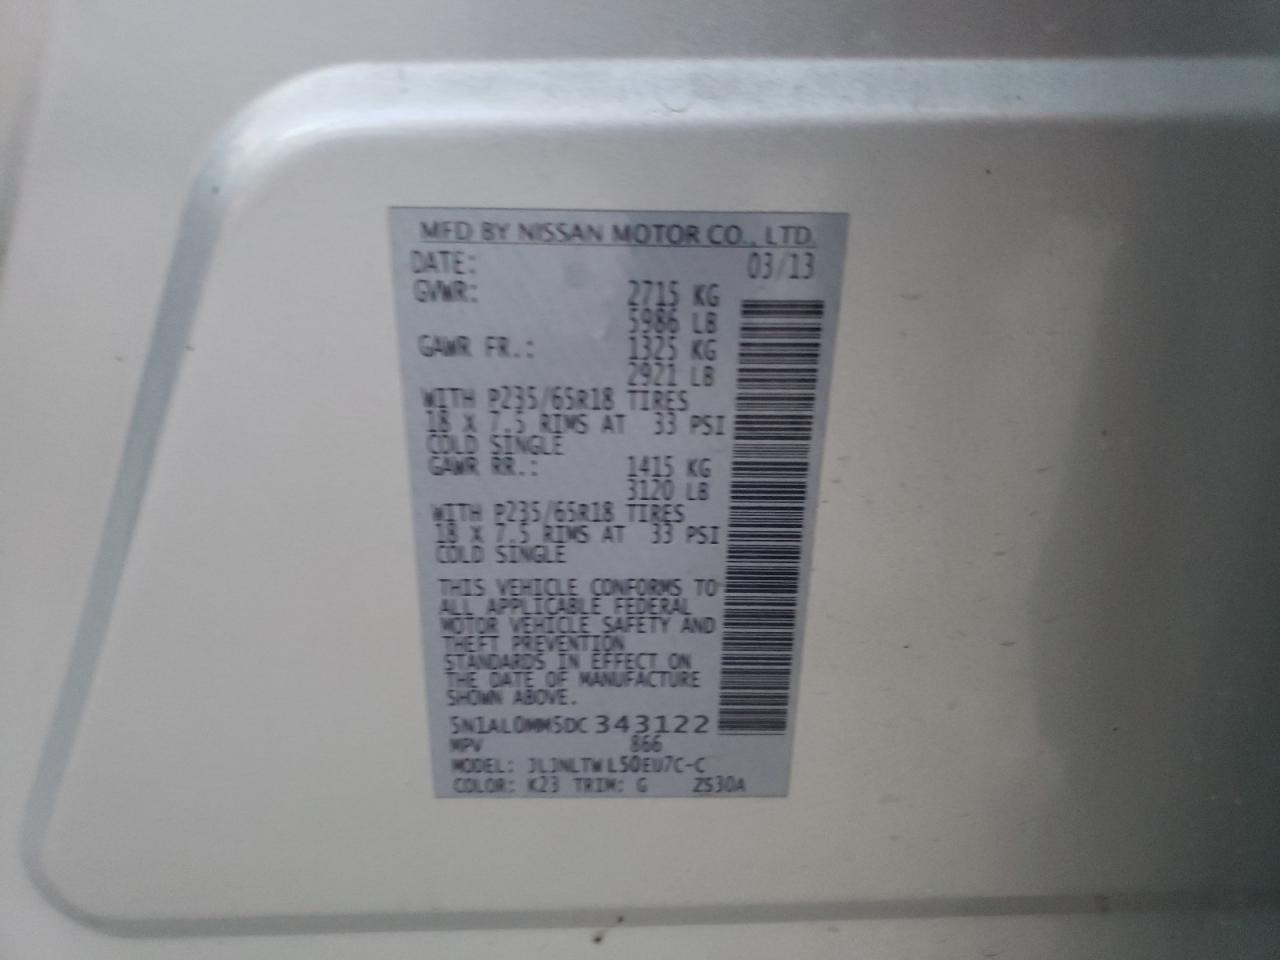 MFD BY NISSAN MOTOR CO., LTD.
DATE: 03/13
GVWR: 2715 KG
5986 LB
GAWR FR.: 1325 KG
2921 LB
WITH P235/65R18 TIRES
18 X 7.5 RIMS AT 33 PSI
COLD SINGLE
GAWR RR.: 1415 KG
3120 LB
WITH P235/65R18 TIRES
18 X 7.5 RIMS AT 33 PSI
COLD SINGLE
THIS VEHICLE CONFORMS TO
ALL APPLICABLE FEDERAL
MOTOR VEHICLE SAFETY AND
THEFT PREVENTION
STANDARDS IN EFFECT ON
THE DATE OF MANUFACTURE
SHOWN ABOVE.
5N1AL0MM5DC 343122
MPV 866
MODEL: JLJNLTW L50EU7C-C
COLOR: K23 TRIM: G ZS30A